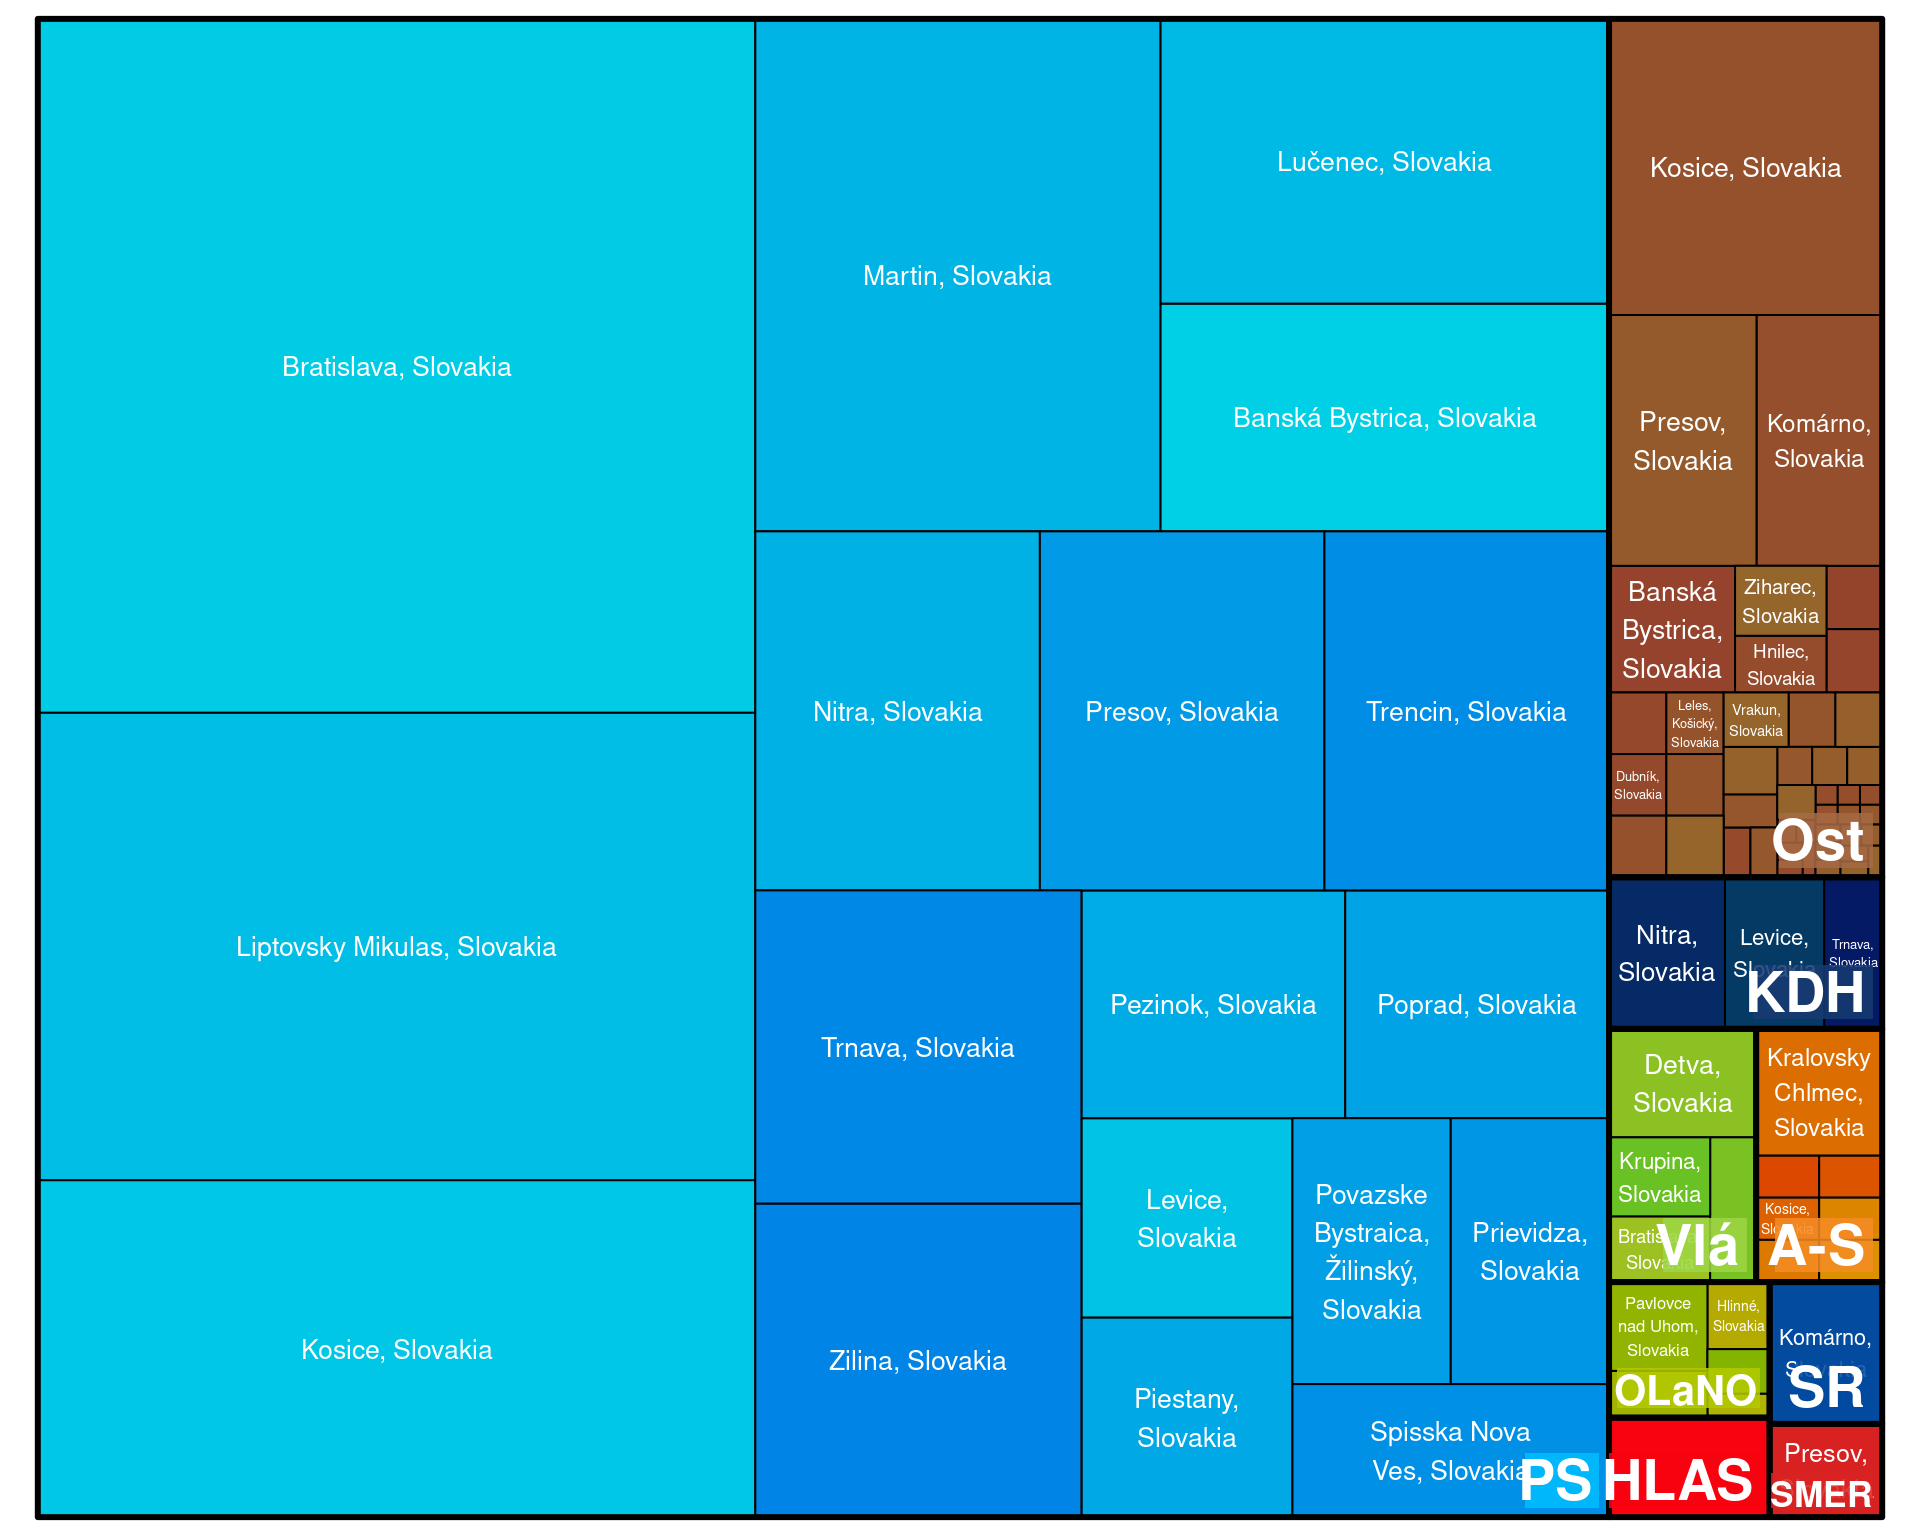 Bratislava, Slovakia
Liptovsky Mikulas, Slovakia
Kosice, Slovakia
Martin, Slovakia
Lučenec, Slovakia
Banská Bystrica, Slovakia
Nitra, Slovakia
Presov, Slovakia
Trencin, Slovakia
Trnava, Slovakia
Zilina, Slovakia
Pezinok, Slovakia
Poprad, Slovakia
Levice,
Slovakia
Piestany,
Slovakia
Povazske
Bystraica,
Žilinský,
Slovakia
Prievidza,
Slovakia
Spisska Nova
Ves, Slovakia
PS
Kosice, Slovakia
Presov,
Slovakia
Komárno,
Slovakia
Banská
Bystrica,
Slovakia
Ziharec,
Slovakia
Hnilec,
Slovakia
Leles,
Košický,
Slovakia
Vrakun,
Slovakia
Dubník,
Slovakia
Ost
Nitra,
Slovakia
Levice,
Slovakia
Trnava,
Slovakia
KDH
Detva,
Slovakia
Krupina,
Slovakia
Vlá
Kralovsky
Chlmec,
Slovakia
Kosice,
Slovakia
A-S
Pavlovce
nad Uhom,
Slovakia
Hlinné,
Slovakia
OLaNO
Komárno,
Slovakia
SR
HLAS
Presov,
SMER